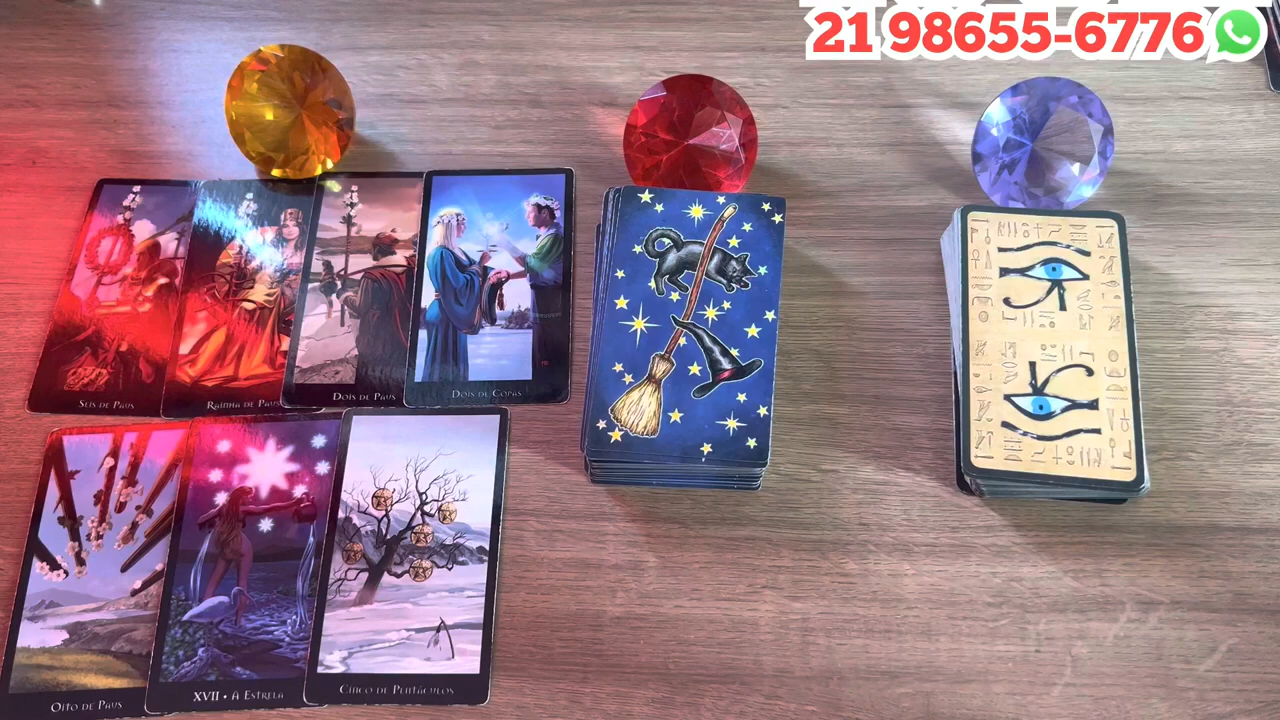 21 98655-6776
Seis de Paus
Rainha de Paus
Dois de Paus
Dois de Copas
Oito de Paus
XVII • A Estrela
Cinco de Pentáculos